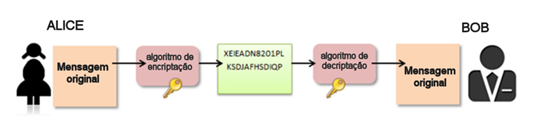 ALICE
BOB
Mensagem
original
algoritmo de
encriptação
XEIEADN8201PL
KSDJAFHSDIQP
algoritmo de
decriptação
Mensagem
original